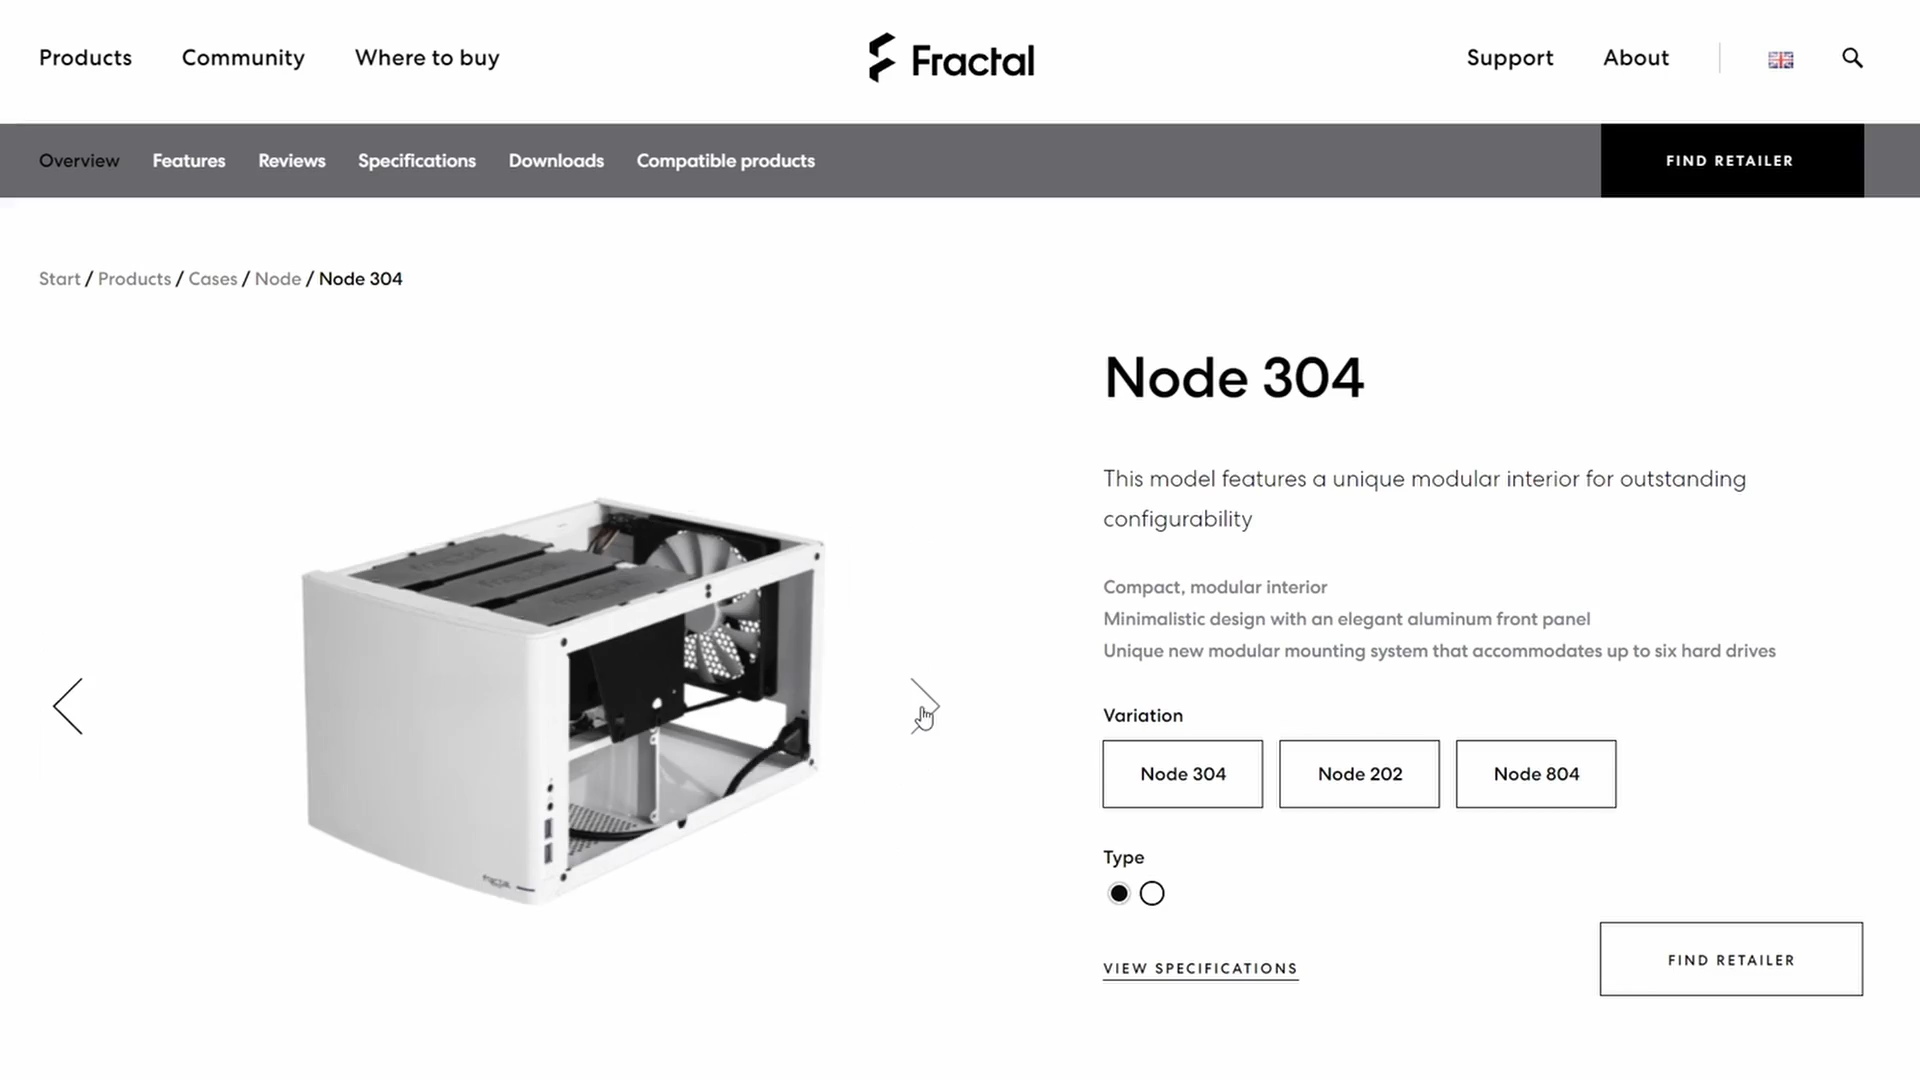 Products
Community
Where to buy
Fractal
Support
About
Overview
Features
Reviews
Specifications
Downloads
Compatible products
FIND RETAILER
Start / Products / Cases / Node / Node 304
Node 304
This model features a unique modular interior for outstanding
configurability
Compact, modular interior
Minimalistic design with an elegant aluminum front panel
Unique new modular mounting system that accommodates up to six hard drives
Variation
Node 304
Node 202
Node 804
Type
VIEW SPECIFICATIONS
FIND RETAILER